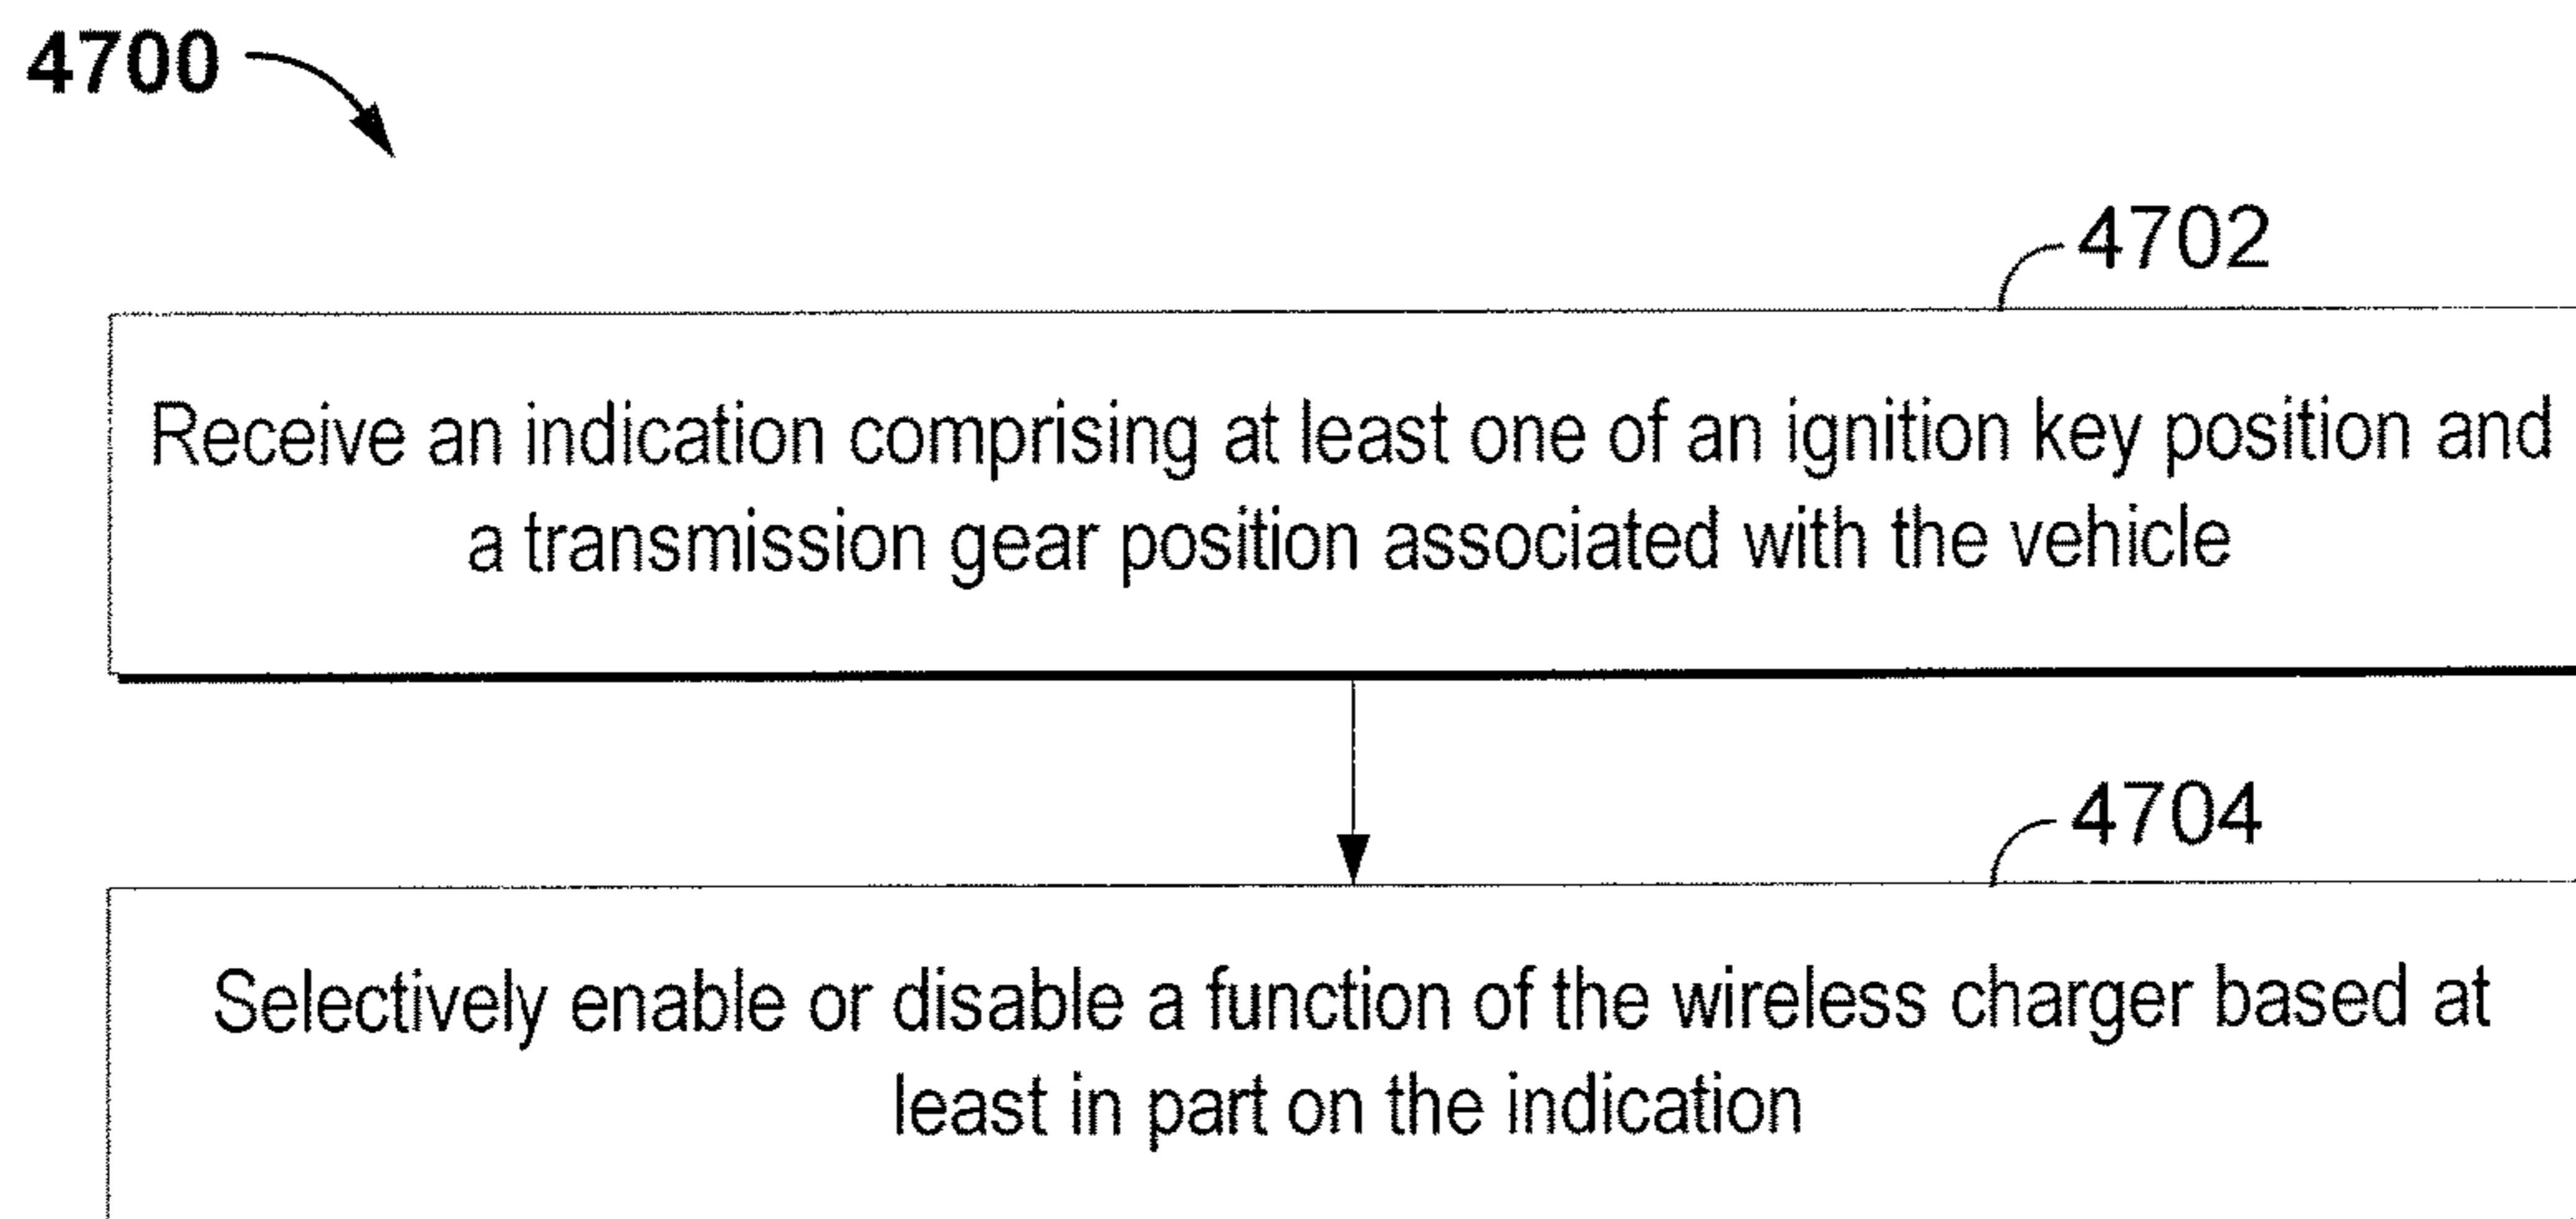 4700
4702
Receive an indication comprising at least one of an ignition key position and
a transmission gear position associated with the vehicle
4704
Selectively enable or disable a function of the wireless charger based at
least in part on the indication